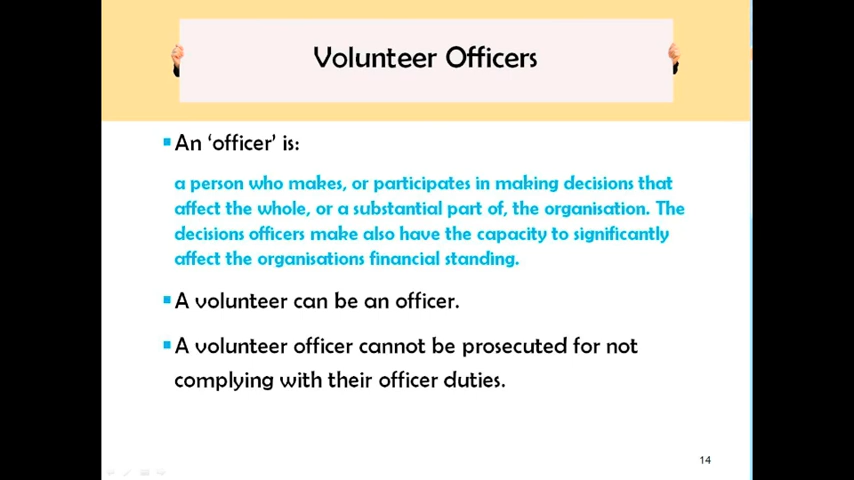 Volunteer Officers
An ‘officer’ is:
a person who makes, or participates in making decisions that
affect the whole, or a substantial part of, the organisation. The
decisions officers make also have the capacity to significantly
affect the organisations financial standing.
A volunteer can be an officer.
A volunteer officer cannot be prosecuted for not
complying with their officer duties.
14